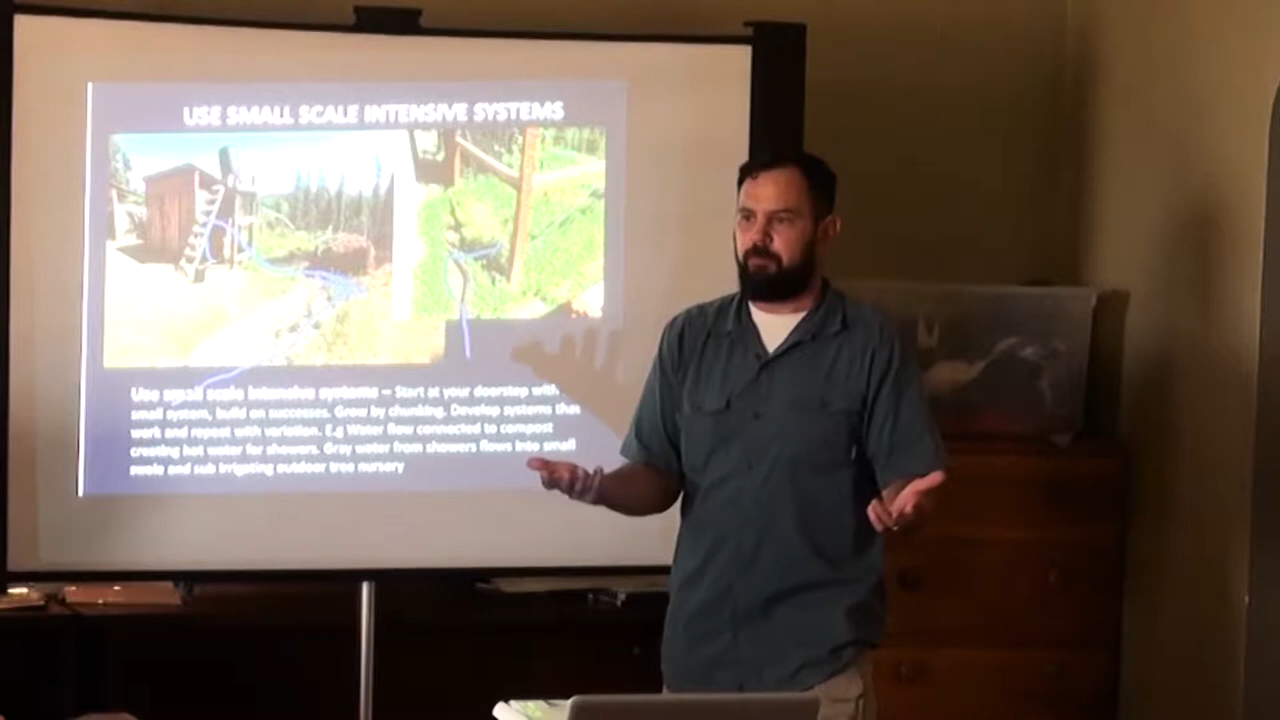 USE SMALL SCALE INTENSIVE SYSTEMS
Use small scale intensive systems – Start at your doorstep with
small system, build on successes. Grow by chunking. Develop systems that
work and repeat with variation. E.g Water flow connected to compost
creating hot water for showers. Gray water from showers flows into small
swale and sub irrigating outdoor tree nursery